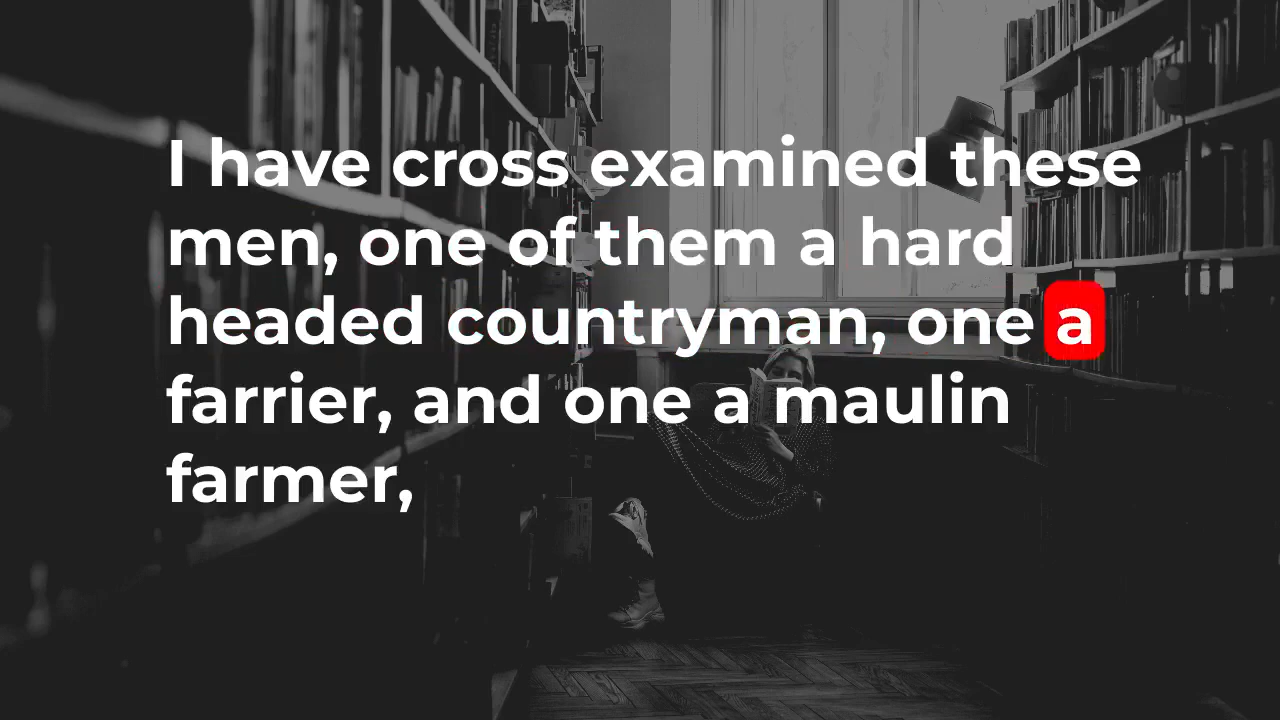 I have cross examined these
men, one of them a hard
headed countryman, one a
farrier, and one a maulin
farmer,